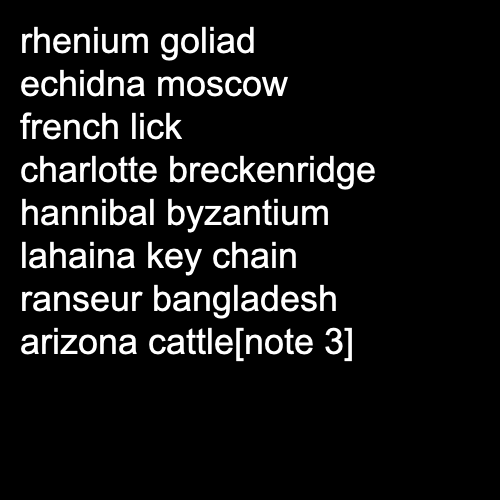 rhenium goliad
echidna moscow
french lick
charlotte breckenridge
hannibal byzantium
lahaina key chain
ranseur bangladesh
arizona cattle[note 3]